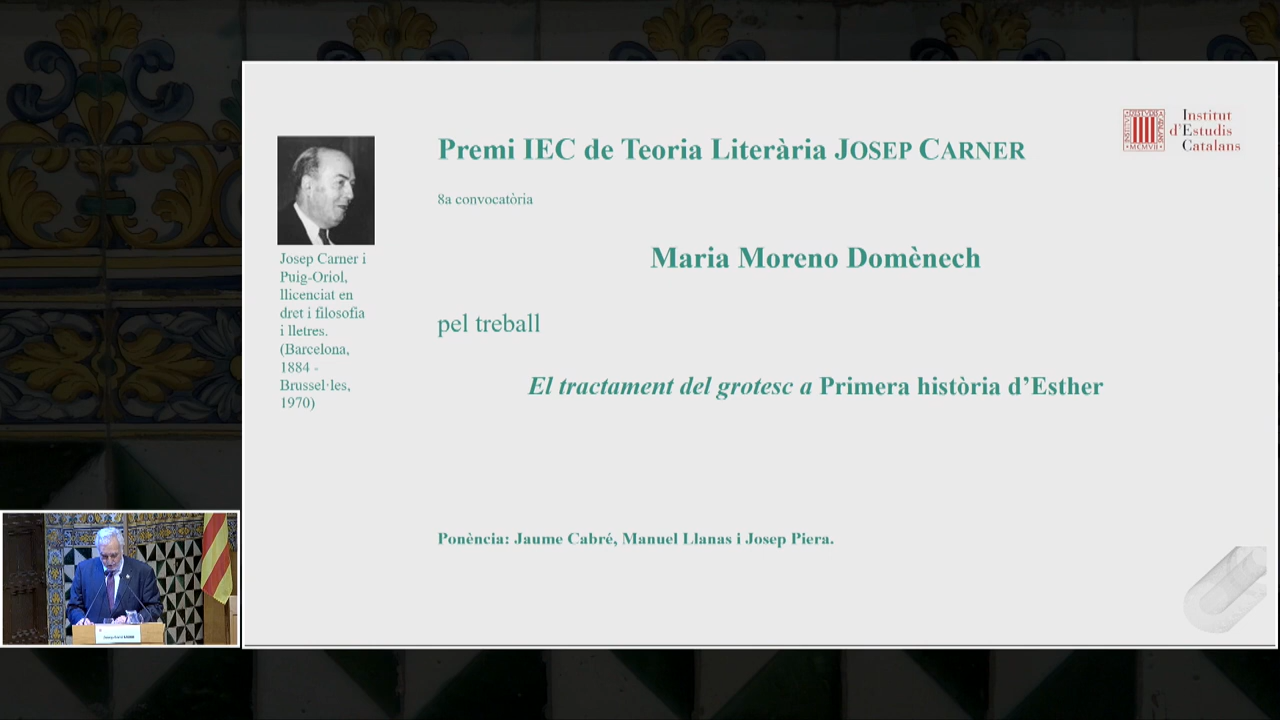 Premi IEC de Teoria Literària JOSEP CARNER
Institut
d'Estudis
Catalans
MCMVII
8a convocatòria
Josep Carner i
Puig-Oriol,
llicenciat en
dret i filosofia
i lletres.
(Barcelona,
1884 -
Brussel·les,
1970)
Maria Moreno Domènech
pel treball
El tractament del grotesc a Primera història d’Esther
Ponència: Jaume Cabré, Manuel Llanas i Josep Piera.